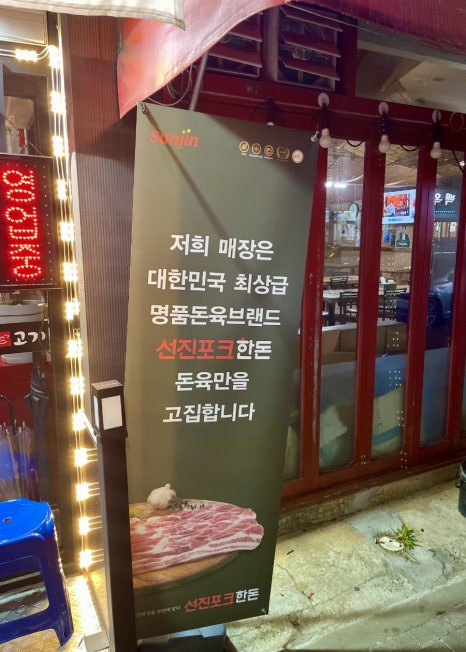 Sunjin
저희 매장은
대한민국 최상급
명품돈육브랜드
선진포크한돈
돈육만을
고집합니다
선진포크한돈
영업중
고기